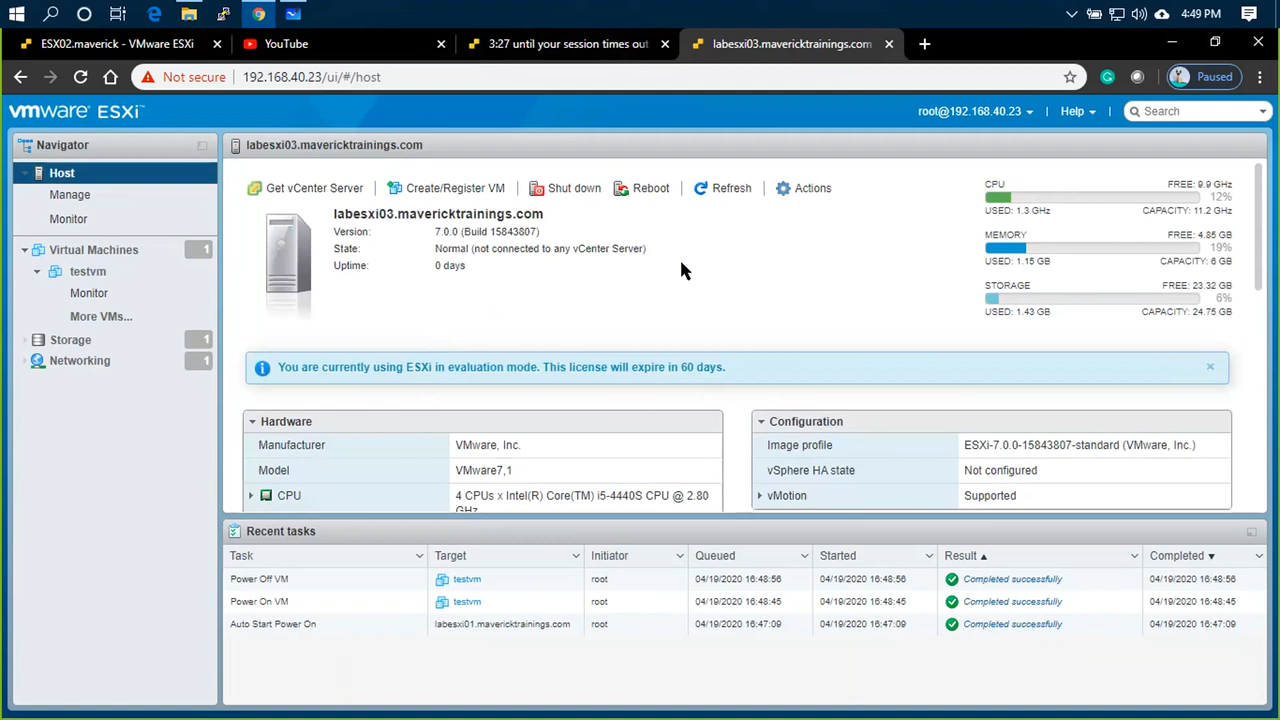 4:49 PM
ESX02.maverick - VMware ESXi
YouTube
3:27 until your session times out
labesxi03.mavericktrainings.com
Not secure
192.168.40.23/ui/#/host
Paused
vmware ESXi™
root@192.168.40.23
Help
Search
Navigator
Host
Manage
Monitor
Virtual Machines
1
testvm
Monitor
More VMs...
Storage
1
Networking
1
labesxi03.mavericktrainings.com
Get vCenter Server
Create/Register VM
Shut down
Reboot
Refresh
Actions
labesxi03.mavericktrainings.com
Version: 7.0.0 (Build 15843807)
State: Normal (not connected to any vCenter Server)
Uptime: 0 days
CPU FREE: 9.9 GHz
12%
USED: 1.3 GHz CAPACITY: 11.2 GHz
MEMORY FREE: 4.85 GB
19%
USED: 1.15 GB CAPACITY: 6 GB
STORAGE FREE: 23.32 GB
6%
USED: 1.43 GB CAPACITY: 24.75 GB
You are currently using ESXi in evaluation mode. This license will expire in 60 days.
Hardware
Manufacturer VMware, Inc.
Model VMware7,1
CPU 4 CPUs x Intel(R) Core(TM) i5-4440S CPU @ 2.80
GHz
Configuration
Image profile ESXi-7.0.0-15843807-standard (VMware, Inc.)
vSphere HA state Not configured
vMotion Supported
Recent tasks
Task Target Initiator Queued Started Result Completed
Power Off VM testvm root 04/19/2020 16:48:56 04/19/2020 16:48:56 Completed successfully 04/19/2020 16:48:56
Power On VM testvm root 04/19/2020 16:48:45 04/19/2020 16:48:45 Completed successfully 04/19/2020 16:48:45
Auto Start Power On labesxi01.mavericktrainings.com root 04/19/2020 16:47:09 04/19/2020 16:47:09 Completed successfully 04/19/2020 16:47:09